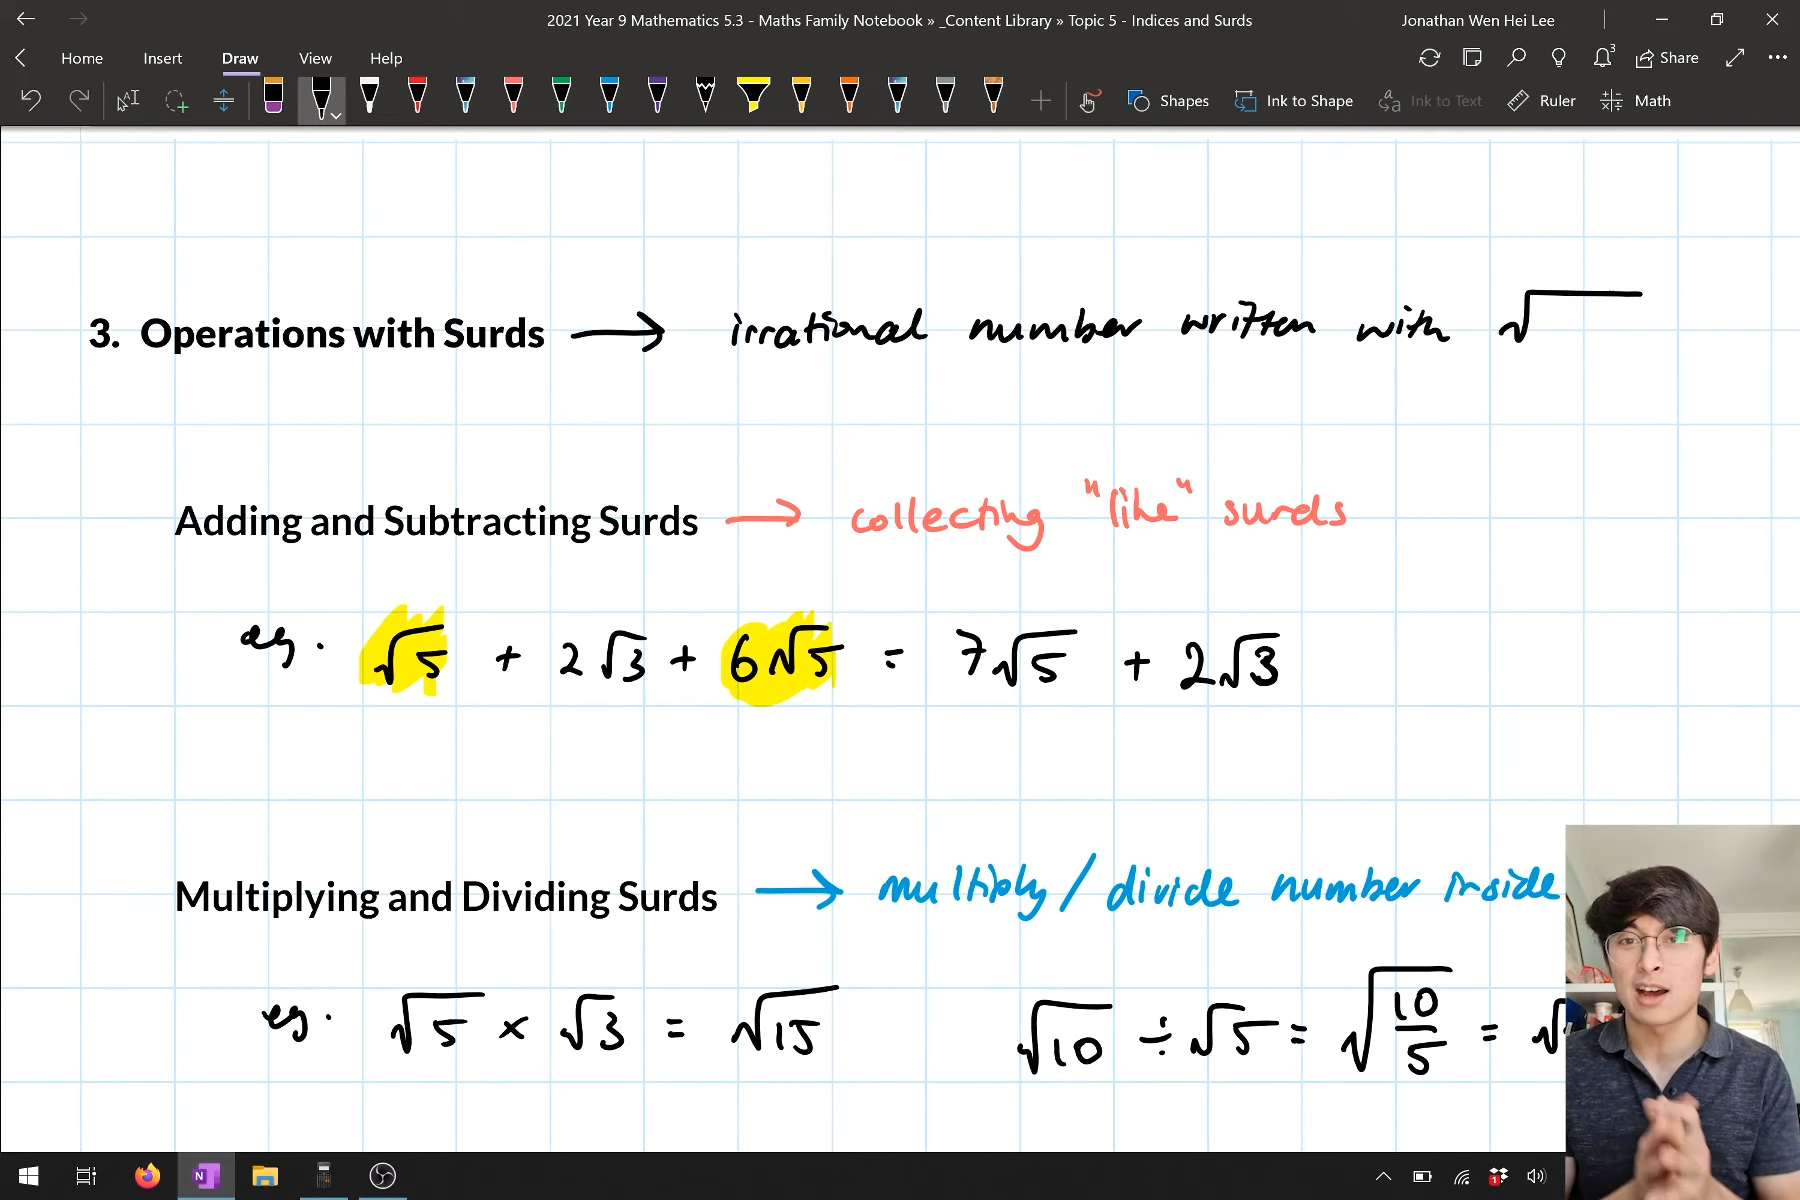 2021 Year 9 Mathematics 5.3 - Maths Family Notebook » _Content Library » Topic 5 - Indices and Surds
Jonathan Wen Hei Lee
Home Insert Draw View Help
3
Share
Shapes Ink to Shape Ink to Text Ruler Math
3. Operations with Surds → irrational number written with √
Adding and Subtracting Surds → collecting "like" surds
eg. √5 + 2√3 + 6√5 = 7√5 + 2√3
Multiplying and Dividing Surds → multiply / divide number inside
eg. √5 × √3 = √15 √10 ÷ √5 = √10/5 = √
1